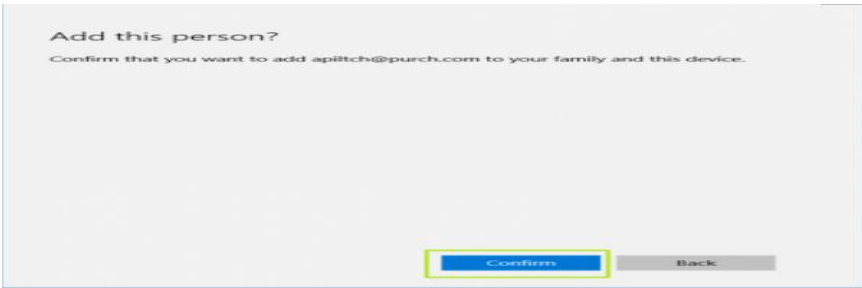 Add this person?
Confirm that you want to add apiltch@purch.com to your family and this device.
Confirm Back